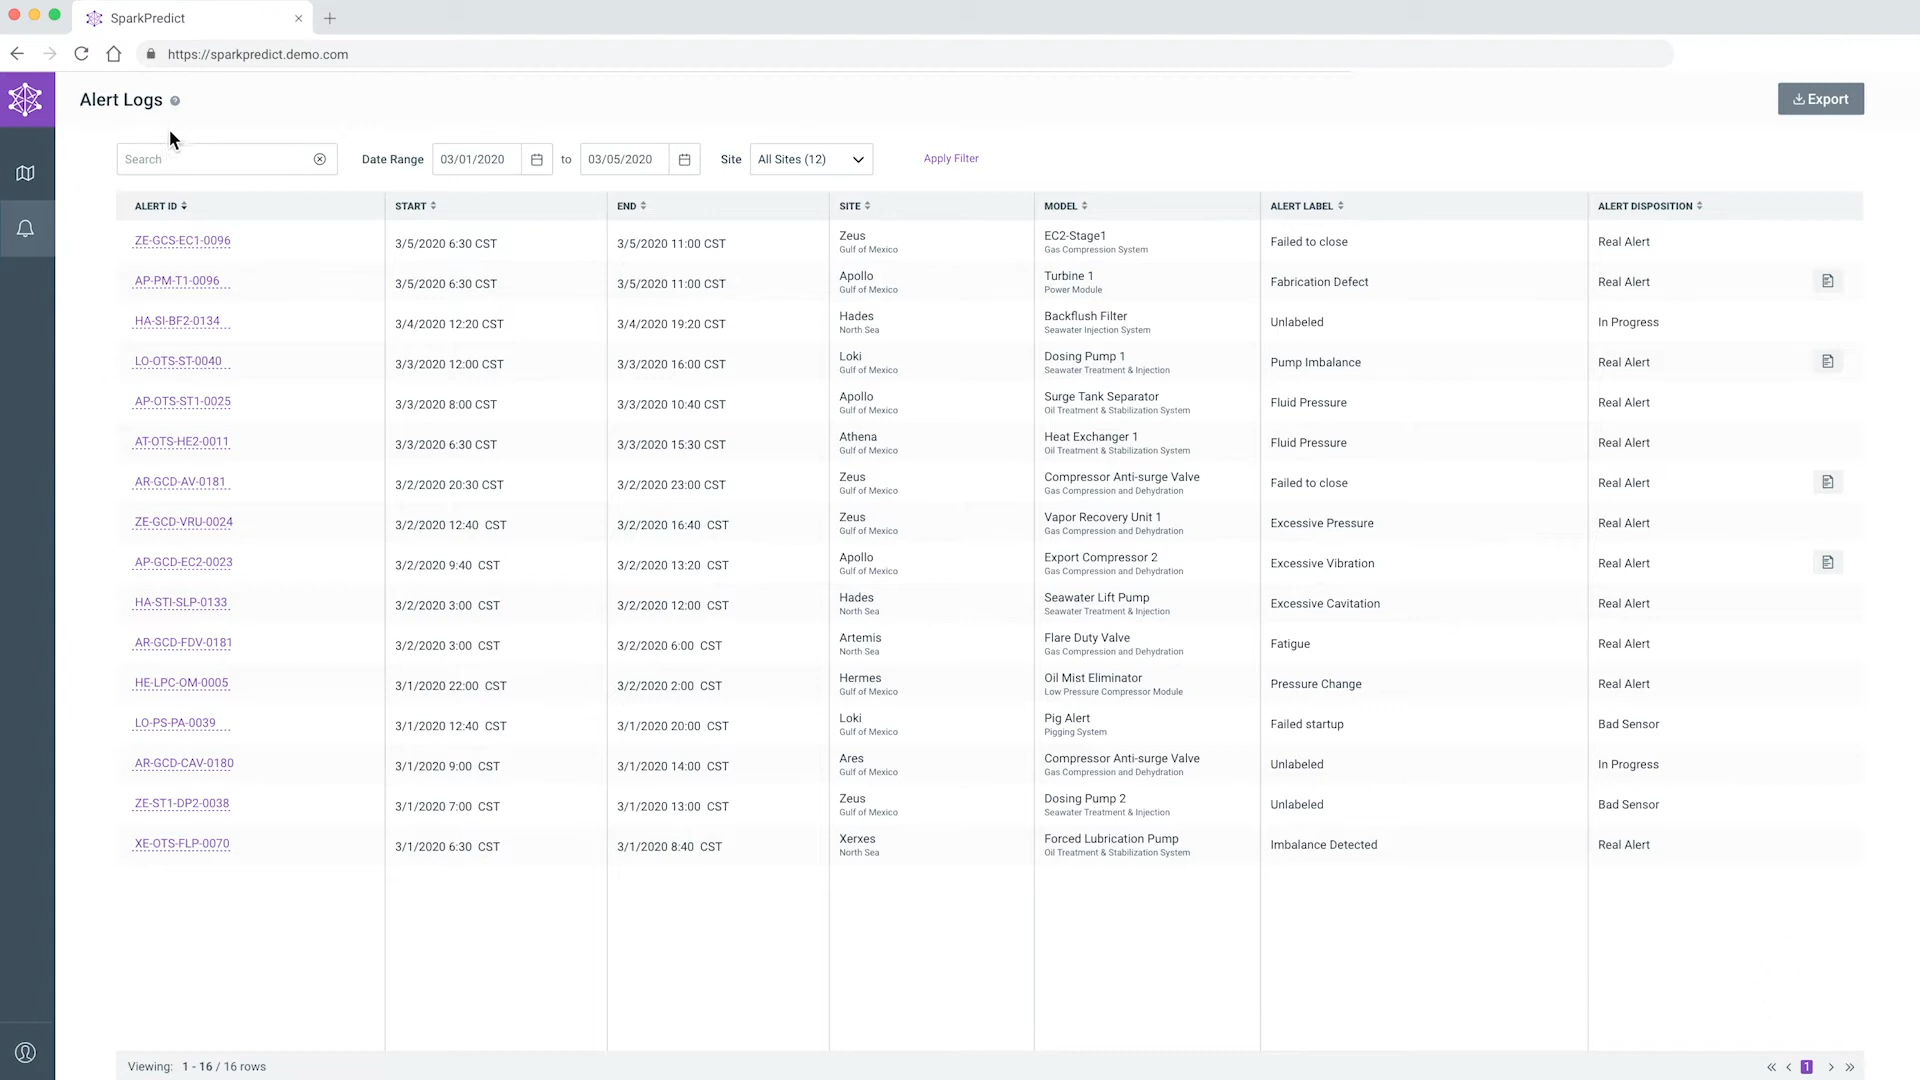 SparkPredict
https://sparkpredict.demo.com
Alert Logs
Export
Search
Date Range 03/01/2020 to 03/05/2020 Site All Sites (12) Apply Filter
ALERT ID START END SITE MODEL ALERT LABEL ALERT DISPOSITION
ZE-GCS-EC1-0096 3/5/2020 6:30 CST 3/5/2020 11:00 CST Zeus EC2-Stage1 Failed to close Real Alert
Gulf of Mexico Gas Compression System
AP-PM-T1-0096 3/5/2020 6:30 CST 3/5/2020 11:00 CST Apollo Turbine 1 Fabrication Defect Real Alert
Gulf of Mexico Power Module
HA-SI-BF2-0134 3/4/2020 12:20 CST 3/4/2020 19:20 CST Hades Backflush Filter Unlabeled In Progress
North Sea Seawater Injection System
LO-OTS-ST-0040 3/3/2020 12:00 CST 3/3/2020 16:00 CST Loki Dosing Pump 1 Pump Imbalance Real Alert
Gulf of Mexico Seawater Treatment & Injection
AP-OTS-ST1-0025 3/3/2020 8:00 CST 3/3/2020 10:40 CST Apollo Surge Tank Separator Fluid Pressure Real Alert
Gulf of Mexico Oil Treatment & Stabilization System
AT-OTS-HE2-0011 3/3/2020 6:30 CST 3/3/2020 15:30 CST Athena Heat Exchanger 1 Fluid Pressure Real Alert
Gulf of Mexico Oil Treatment & Stabilization System
AR-GCD-AV-0181 3/2/2020 20:30 CST 3/2/2020 23:00 CST Zeus Compressor Anti-surge Valve Failed to close Real Alert
Gulf of Mexico Gas Compression and Dehydration
ZE-GCD-VRU-0024 3/2/2020 12:40 CST 3/2/2020 16:40 CST Zeus Vapor Recovery Unit 1 Excessive Pressure Real Alert
Gulf of Mexico Gas Compression and Dehydration
AP-GCD-EC2-0023 3/2/2020 9:40 CST 3/2/2020 13:20 CST Apollo Export Compressor 2 Excessive Vibration Real Alert
Gulf of Mexico Gas Compression and Dehydration
HA-STI-SLP-0133 3/2/2020 3:00 CST 3/2/2020 12:00 CST Hades Seawater Lift Pump Excessive Cavitation Real Alert
North Sea Seawater Treatment & Injection
AR-GCD-FDV-0181 3/2/2020 3:00 CST 3/2/2020 6:00 CST Artemis Flare Duty Valve Fatigue Real Alert
North Sea Gas Compression and Dehydration
HE-LPC-OM-0005 3/1/2020 22:00 CST 3/2/2020 2:00 CST Hermes Oil Mist Eliminator Pressure Change Real Alert
Gulf of Mexico Low Pressure Compressor Module
LO-PS-PA-0039 3/1/2020 12:40 CST 3/1/2020 20:00 CST Loki Pig Alert Failed startup Bad Sensor
Gulf of Mexico Pigging System
AR-GCD-CAV-0180 3/1/2020 9:00 CST 3/1/2020 14:00 CST Ares Compressor Anti-surge Valve Unlabeled In Progress
Gulf of Mexico Gas Compression and Dehydration
ZE-ST1-DP2-0038 3/1/2020 7:00 CST 3/1/2020 13:00 CST Zeus Dosing Pump 2 Unlabeled Bad Sensor
Gulf of Mexico Seawater Treatment & Injection
XE-OTS-FLP-0070 3/1/2020 6:30 CST 3/1/2020 8:40 CST Xerxes Forced Lubrication Pump Imbalance Detected Real Alert
North Sea Oil Treatment & Stabilization System
Viewing: 1 - 16 / 16 rows « < 1 > »